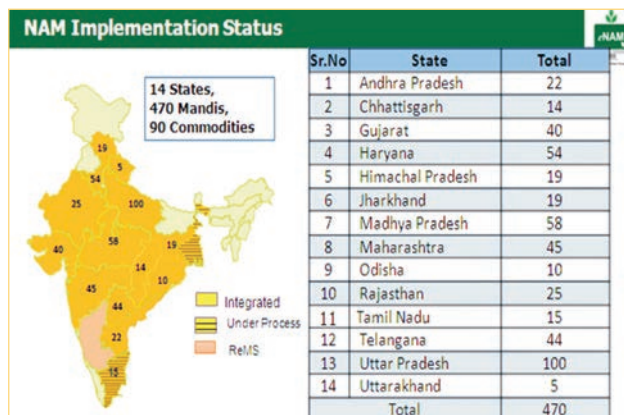 NAM Implementation Status
eNAM
14 States,
470 Mandis,
90 Commodities
19
5
54
25
100
40
58
19
14
10
45
44
22
15
Integrated
Under Process
ReMS
Sr.No State Total
1 Andhra Pradesh 22
2 Chhattisgarh 14
3 Gujarat 40
4 Haryana 54
5 Himachal Pradesh 19
6 Jharkhand 19
7 Madhya Pradesh 58
8 Maharashtra 45
9 Odisha 10
10 Rajasthan 25
11 Tamil Nadu 15
12 Telangana 44
13 Uttar Pradesh 100
14 Uttarakhand 5
Total 470